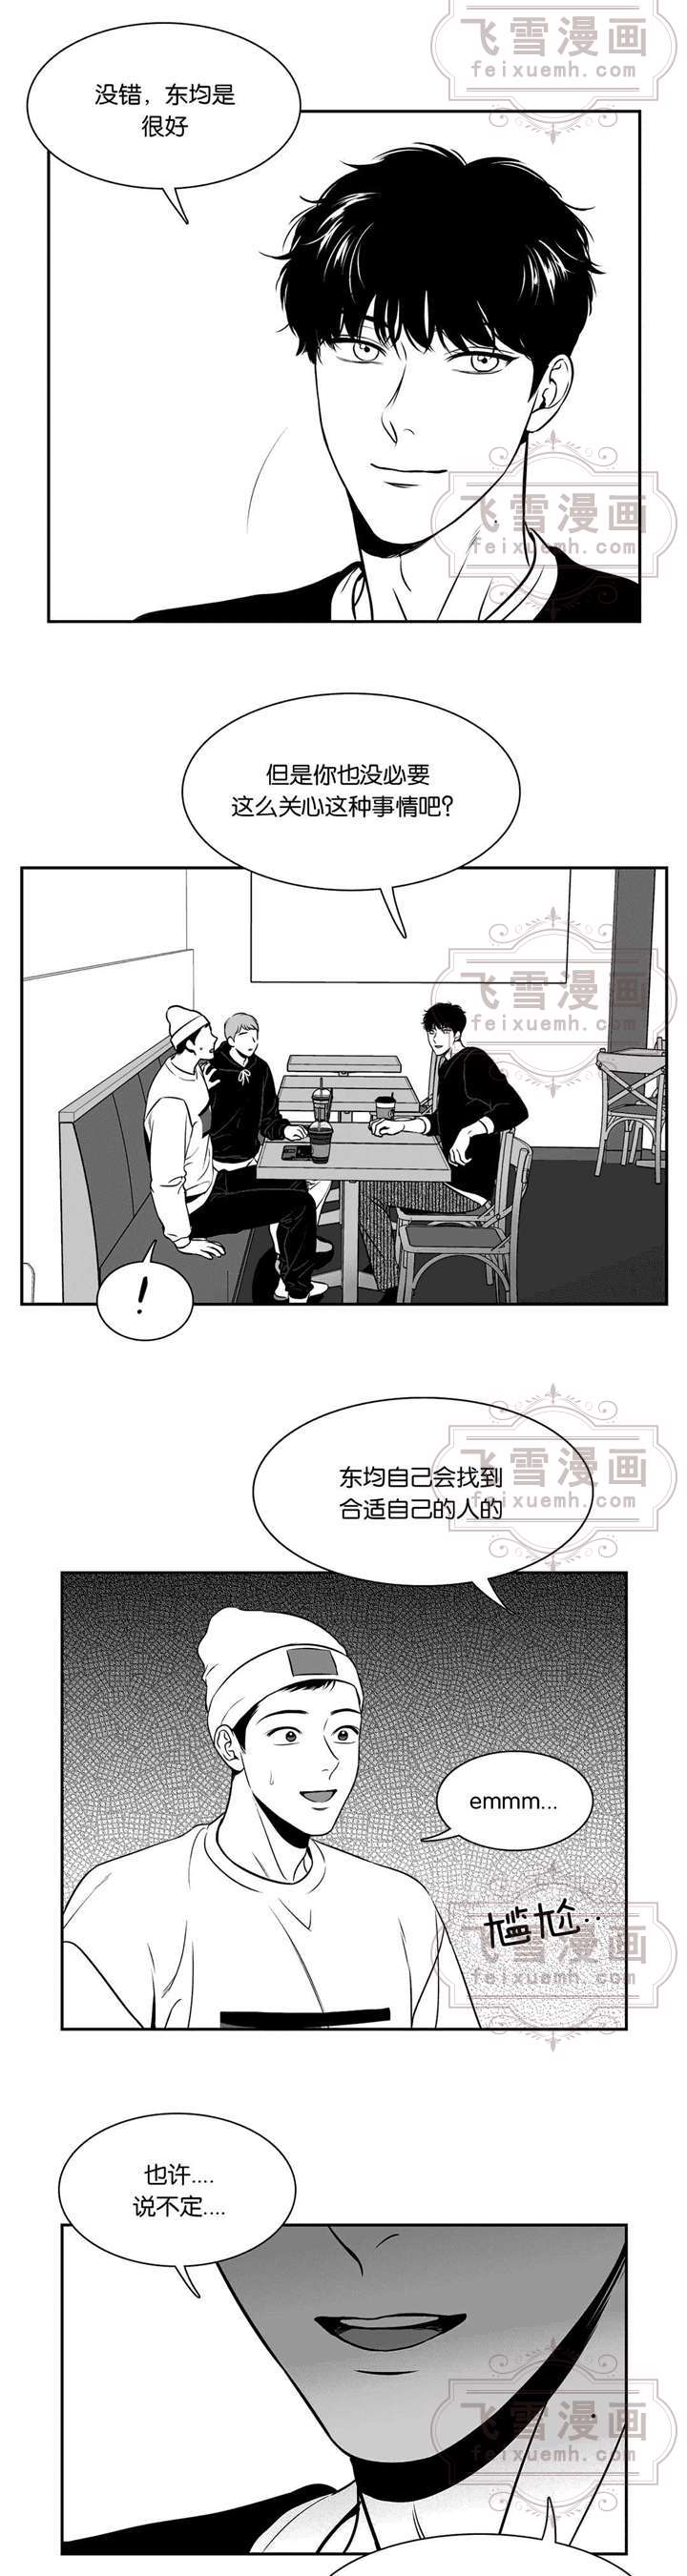 飞雪漫画
feixuemh.com
没错，东均是
很好
飞雪漫画
feixuemh.com
但是你也没必要
这么关心这种事情吧？
飞雪漫画
feixuemh.com
！
东均自己会找到
合适自己的人的
飞雪漫画
feixuemh.com
emmm...
尴尬..
飞雪漫画
feixuemh.com
也许....
说不定....
飞雪漫画
feixuemh.com